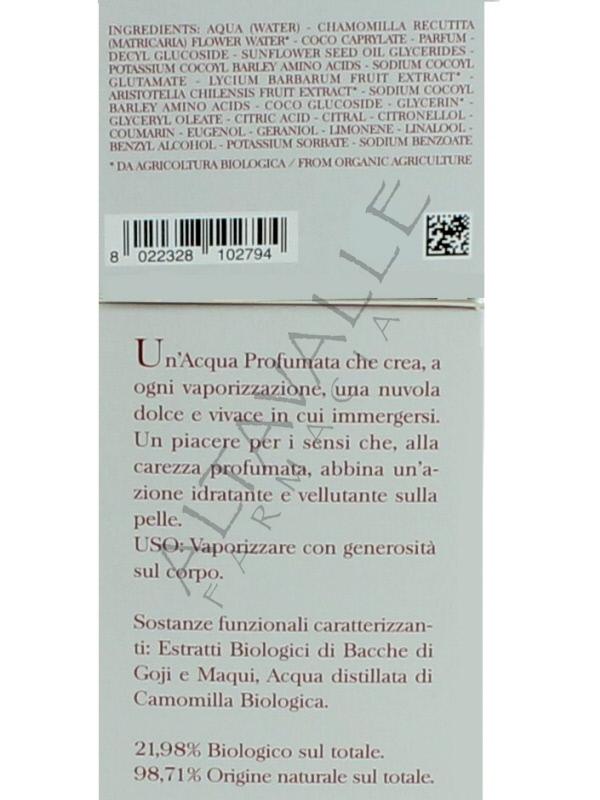 INGREDIENTS: AQUA (WATER) - CHAMOMILLA RECUTITA
(MATRICARIA) FLOWER WATER* - COCO CAPRYLATE - PARFUM -
DECYL GLUCOSIDE - SUNFLOWER SEED OIL GLYCERIDES -
POTASSIUM COCOYL BARLEY AMINO ACIDS - SODIUM COCOYL
GLUTAMATE - LYCIUM BARBARUM FRUIT EXTRACT* -
ARISTOTELIA CHILENSIS FRUIT EXTRACT* - SODIUM COCOYL
BARLEY AMINO ACIDS - COCO GLUCOSIDE - GLYCERIN* -
GLYCERYL OLEATE - CITRIC ACID - CITRAL - CITRONELLOL -
COUMARIN - EUGENOL - GERANIOL - LIMONENE - LINALOOL -
BENZYL ALCOHOL - POTASSIUM SORBATE - SODIUM BENZOATE
* DA AGRICOLTURA BIOLOGICA / FROM ORGANIC AGRICULTURE
8 022328 102794
ALTAVALLE
FARMACIA
Un'Acqua Profumata che crea, a
ogni vaporizzazione, una nuvola
dolce e vivace in cui immergersi.
Un piacere per i sensi che, alla
carezza profumata, abbina un'a-
zione idratante e vellutante sulla
pelle.
USO: Vaporizzare con generosità
sul corpo.
Sostanze funzionali caratterizzan-
ti: Estratti Biologici di Bacche di
Goji e Maqui, Acqua distillata di
Camomilla Biologica.
21,98% Biologico sul totale.
98,71% Origine naturale sul totale.